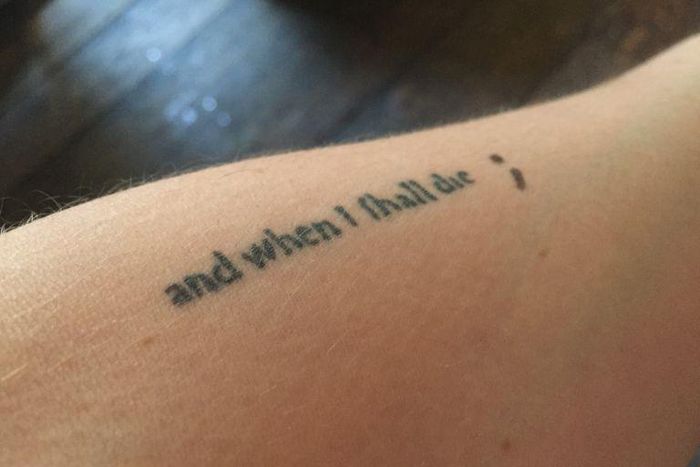 and when I ſhall die ;